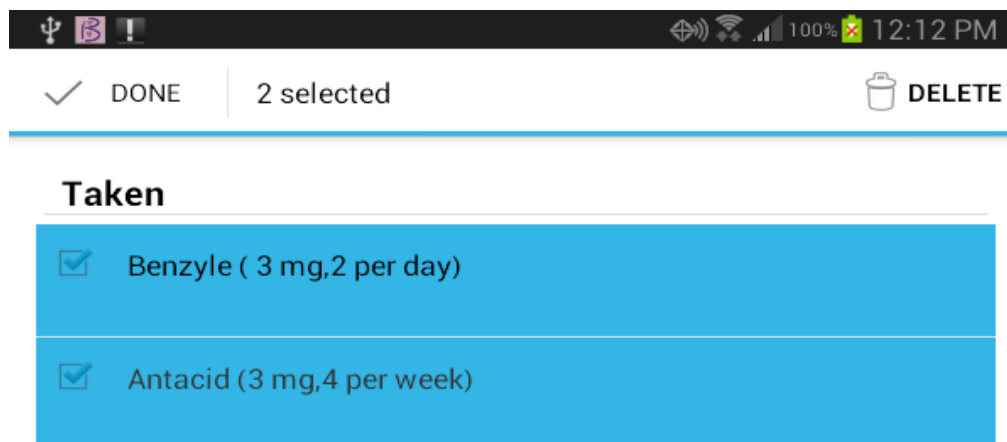 100% 12:12 PM
DONE 2 selected DELETE
Taken
Benzyle ( 3 mg,2 per day)
Antacid (3 mg,4 per week)